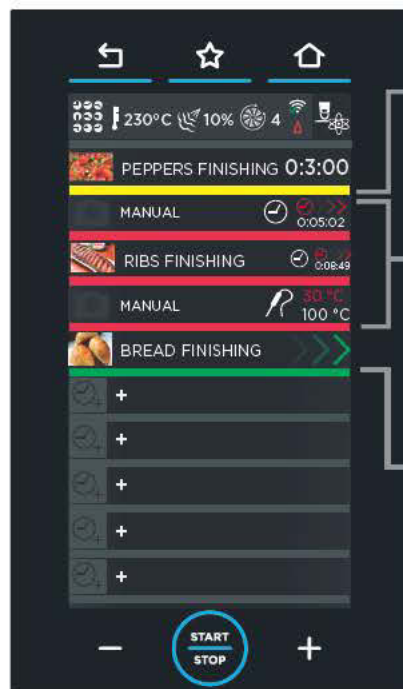 230°C 10% 4
PEPPERS FINISHING 0:3:00
MANUAL 0:05:02
RIBS FINISHING 0:08:49
MANUAL 30 °C
100 °C
BREAD FINISHING
+
+
+
+
+
START
STOP